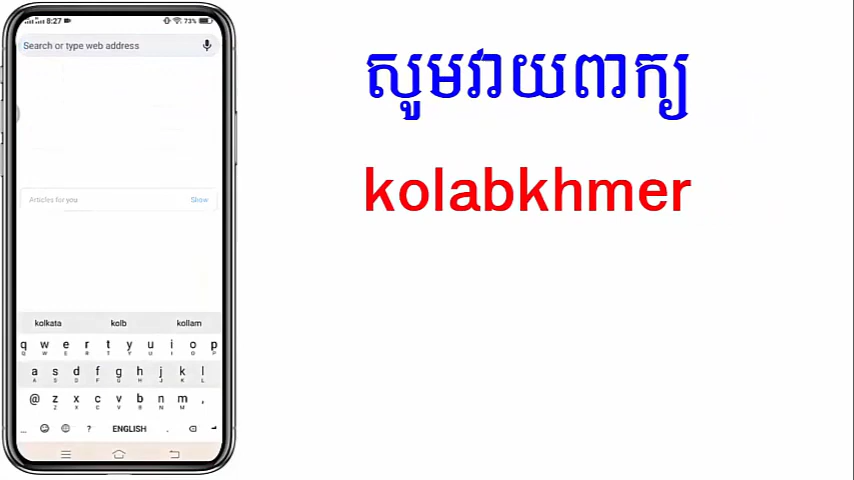 8:27 73%
Search or type web address
សូមវាយពាក្យ
kolabkhmer
Articles for you Show
kolkata kolb kollam
q w e r t y u i o p
Q W E R T Y U I O P
a s d f g h j k l
A S D F G H J K L
@ z x c v b n m ,
Z X C V B N M
? ENGLISH .